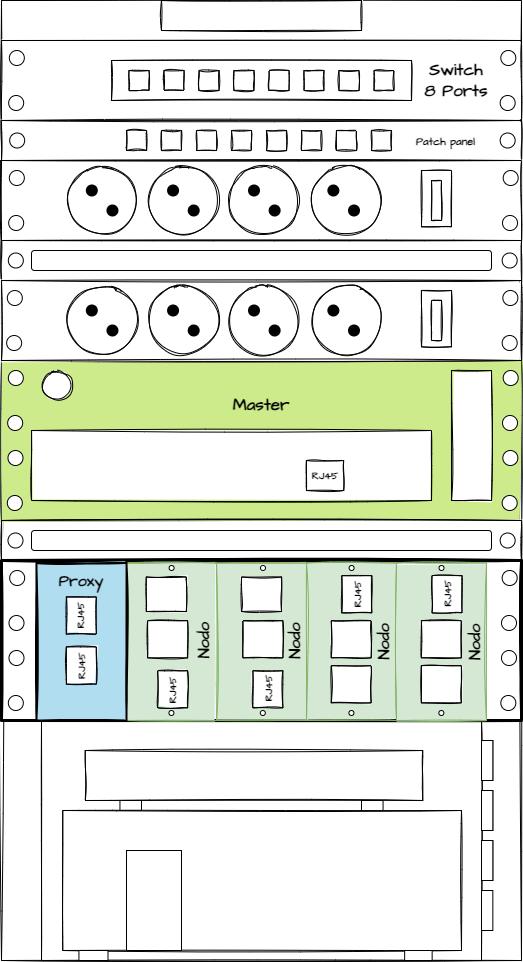 Switch
8 Ports
Patch panel
Master
RJ45
Proxy
RJ45
RJ45
Nodo
RJ45
Nodo
RJ45
RJ45
Nodo
RJ45
Nodo